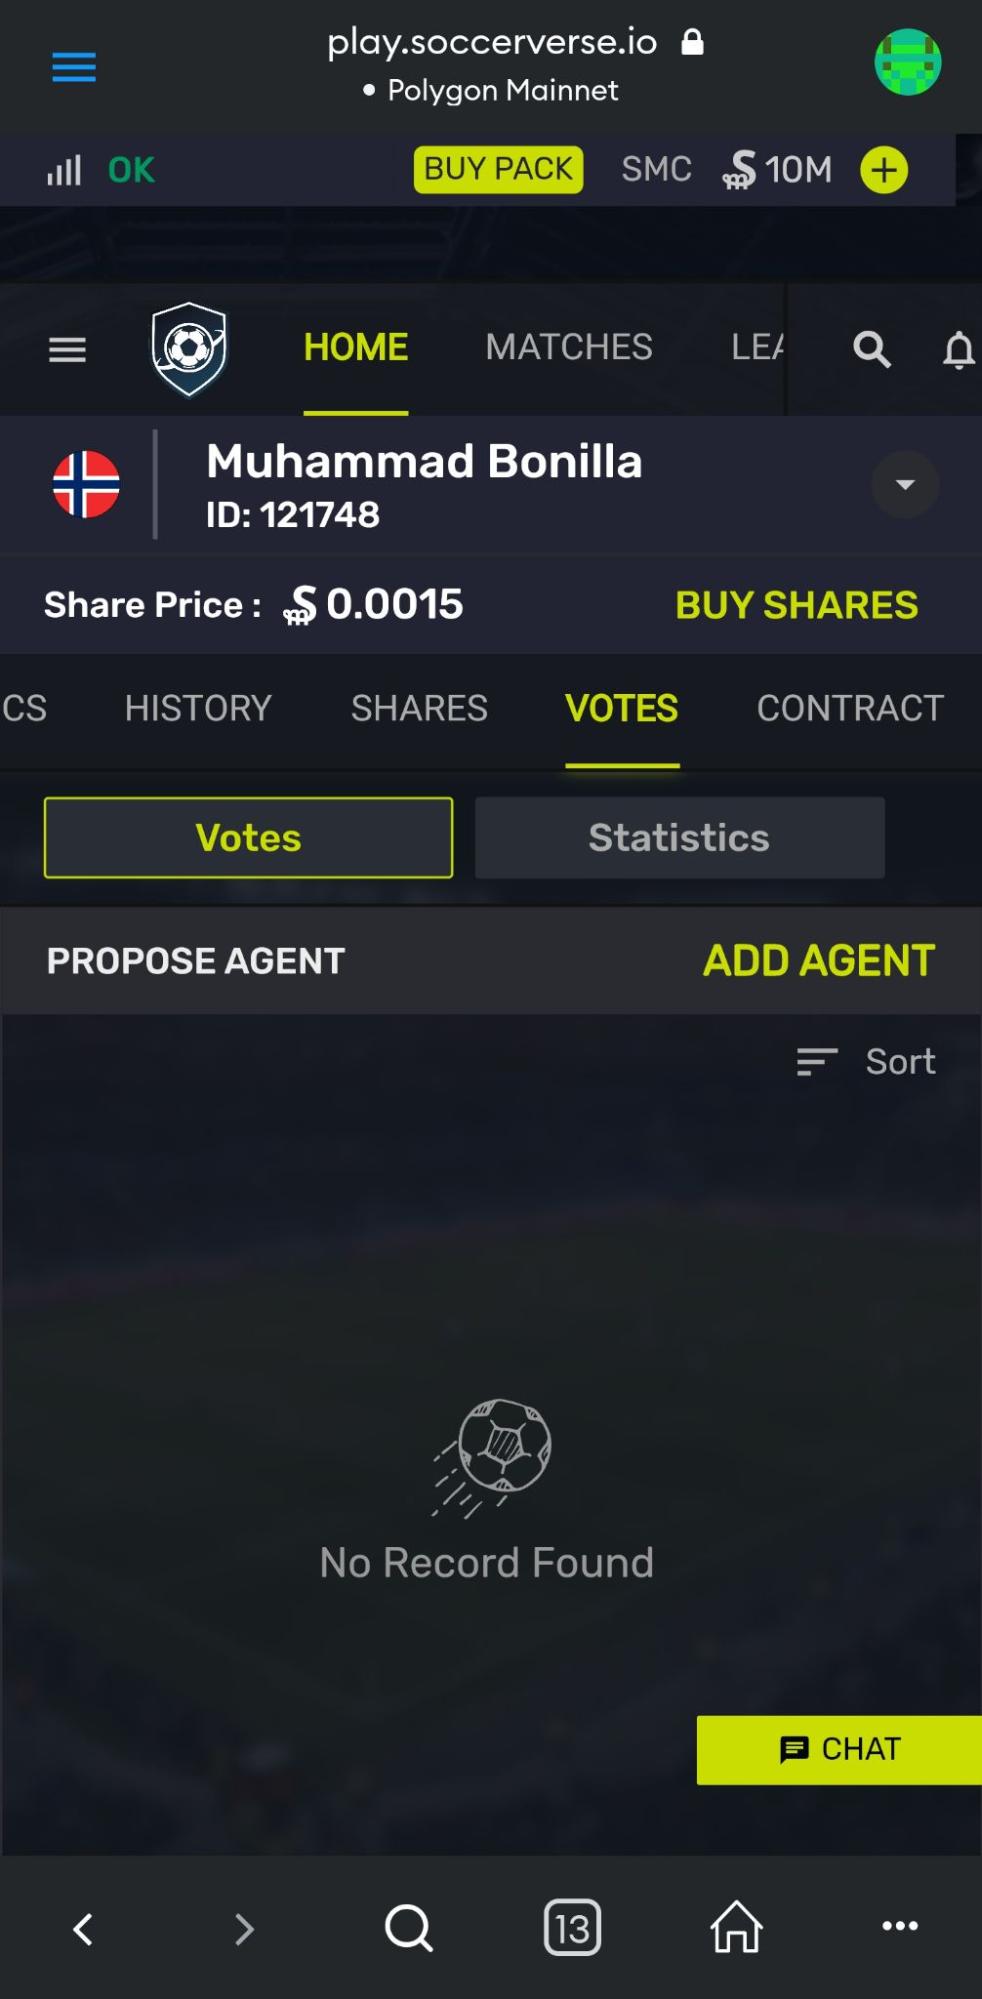 play.soccerverse.io
• Polygon Mainnet
OK BUY PACK SMC 10M
HOME MATCHES LEA
Muhammad Bonilla
ID: 121748
Share Price : 0.0015 BUY SHARES
CS HISTORY SHARES VOTES CONTRACT
Votes Statistics
PROPOSE AGENT ADD AGENT
Sort
No Record Found
CHAT
13